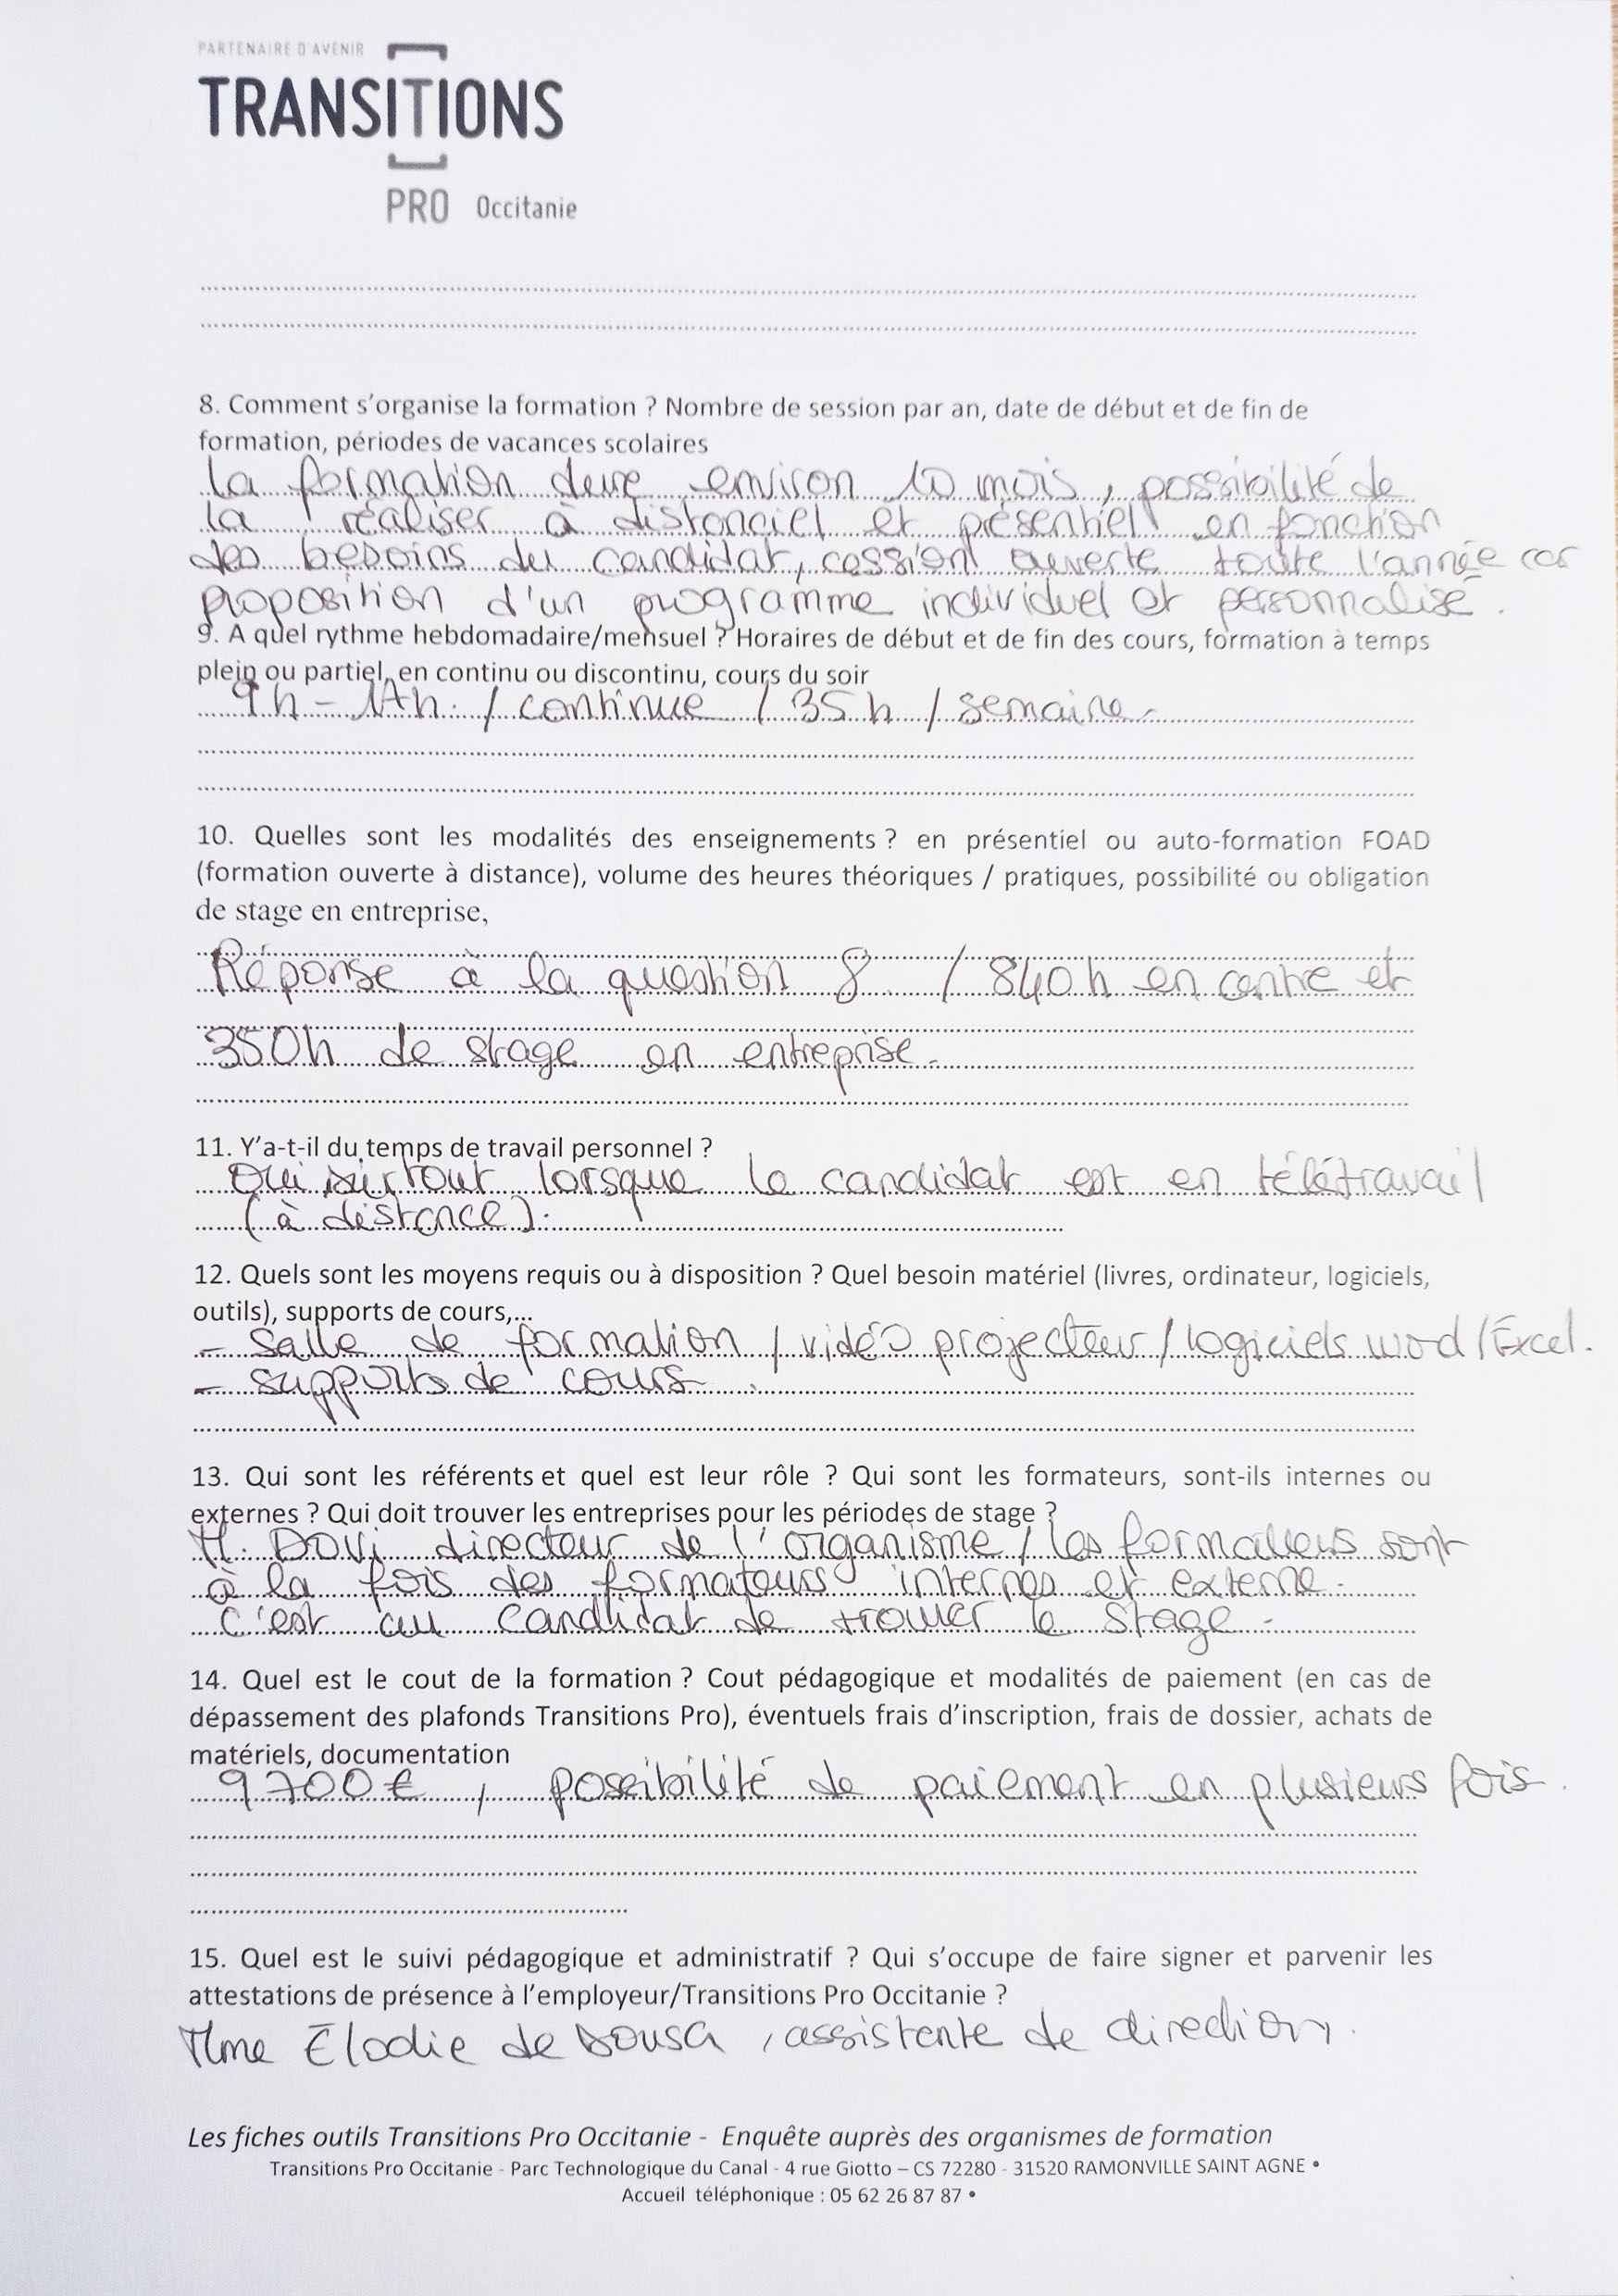 PARTENAIRE D'AVENIR
TRANSITIONS
PRO Occitanie
8. Comment s'organise la formation ? Nombre de session par an, date de début et de fin de
formation, périodes de vacances scolaires
la formation dure environ 10 mois, possibilité de
la réaliser à distanciel et présentiel en fonction
des besoins du candidat, cession ouverte toute l'année car
proposition d'un programme individuel et personnalisé.
9. A quel rythme hebdomadaire/mensuel ? Horaires de début et de fin des cours, formation à temps
plein ou partiel, en continu ou discontinu, cours du soir
9h - 17h. / continue / 35 h / semaine.
10. Quelles sont les modalités des enseignements ? en présentiel ou auto-formation FOAD
(formation ouverte à distance), volume des heures théoriques / pratiques, possibilité ou obligation
de stage en entreprise,
Réponse à la question 8 / 840 h en centre et
350h de stage en entreprise.
11. Y'a-t-il du temps de travail personnel ?
Oui surtout lorsque le candidat est en télétravail
(à distance).
12. Quels sont les moyens requis ou à disposition ? Quel besoin matériel (livres, ordinateur, logiciels,
outils), supports de cours,...
- Salle de formation / vidéo projecteur / logiciels word / Excel.
- supports de cours
13. Qui sont les référents et quel est leur rôle ? Qui sont les formateurs, sont-ils internes ou
externes ? Qui doit trouver les entreprises pour les périodes de stage ?
M. Dovi directeur de l'organisme / les formateurs sont
à la fois des formateurs internes et externe.
C'est au candidat de trouver le stage.
14. Quel est le cout de la formation ? Cout pédagogique et modalités de paiement (en cas de
dépassement des plafonds Transitions Pro), éventuels frais d'inscription, frais de dossier, achats de
matériels, documentation
9700 € , possibilité de paiement en plusieurs fois.
15. Quel est le suivi pédagogique et administratif ? Qui s'occupe de faire signer et parvenir les
attestations de présence à l'employeur/Transitions Pro Occitanie ?
Mme Élodie de Sousa , assistente de direction.
Les fiches outils Transitions Pro Occitanie - Enquête auprès des organismes de formation
Transitions Pro Occitanie - Parc Technologique du Canal - 4 rue Giotto – CS 72280 - 31520 RAMONVILLE SAINT AGNE •
Accueil téléphonique : 05 62 26 87 87 •